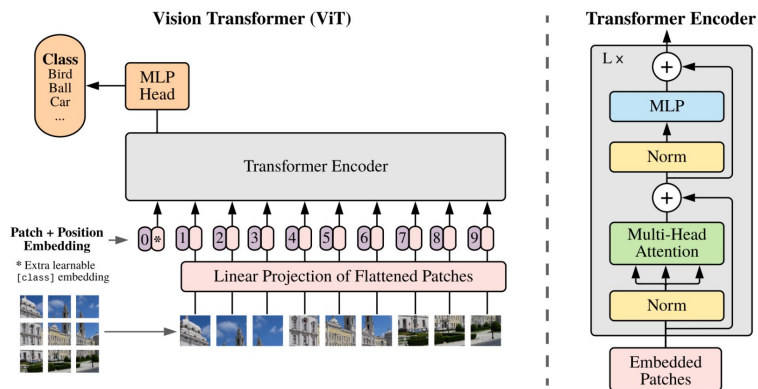 Vision Transformer (ViT)
Class
Bird
Ball
Car
...
MLP
Head
Transformer Encoder
Patch + Position
Embedding
0 * 1 2 3 4 5 6 7 8 9
* Extra learnable
[class] embedding
Linear Projection of Flattened Patches
Transformer Encoder
L ×
+
MLP
Norm
+
Multi-Head
Attention
Norm
Embedded
Patches